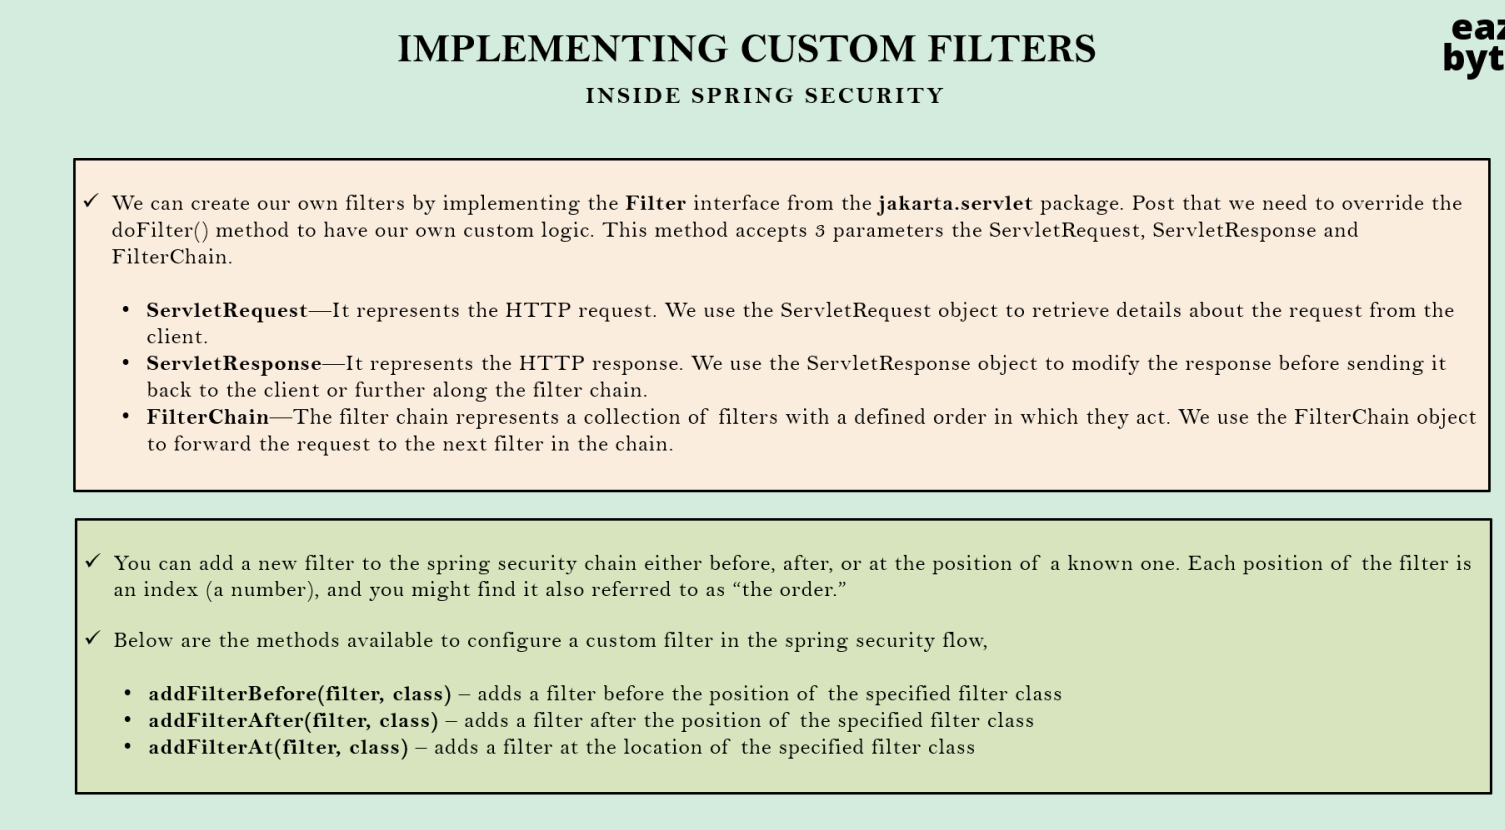 IMPLEMENTING CUSTOM FILTERS
eaz
byt
INSIDE SPRING SECURITY
✓ We can create our own filters by implementing the Filter interface from the jakarta.servlet package. Post that we need to override the
doFilter() method to have our own custom logic. This method accepts 3 parameters the ServletRequest, ServletResponse and
FilterChain.
• ServletRequest—It represents the HTTP request. We use the ServletRequest object to retrieve details about the request from the
client.
• ServletResponse—It represents the HTTP response. We use the ServletResponse object to modify the response before sending it
back to the client or further along the filter chain.
• FilterChain—The filter chain represents a collection of filters with a defined order in which they act. We use the FilterChain object
to forward the request to the next filter in the chain.
✓ You can add a new filter to the spring security chain either before, after, or at the position of a known one. Each position of the filter is
an index (a number), and you might find it also referred to as “the order.”
✓ Below are the methods available to configure a custom filter in the spring security flow,
• addFilterBefore(filter, class) – adds a filter before the position of the specified filter class
• addFilterAfter(filter, class) – adds a filter after the position of the specified filter class
• addFilterAt(filter, class) – adds a filter at the location of the specified filter class